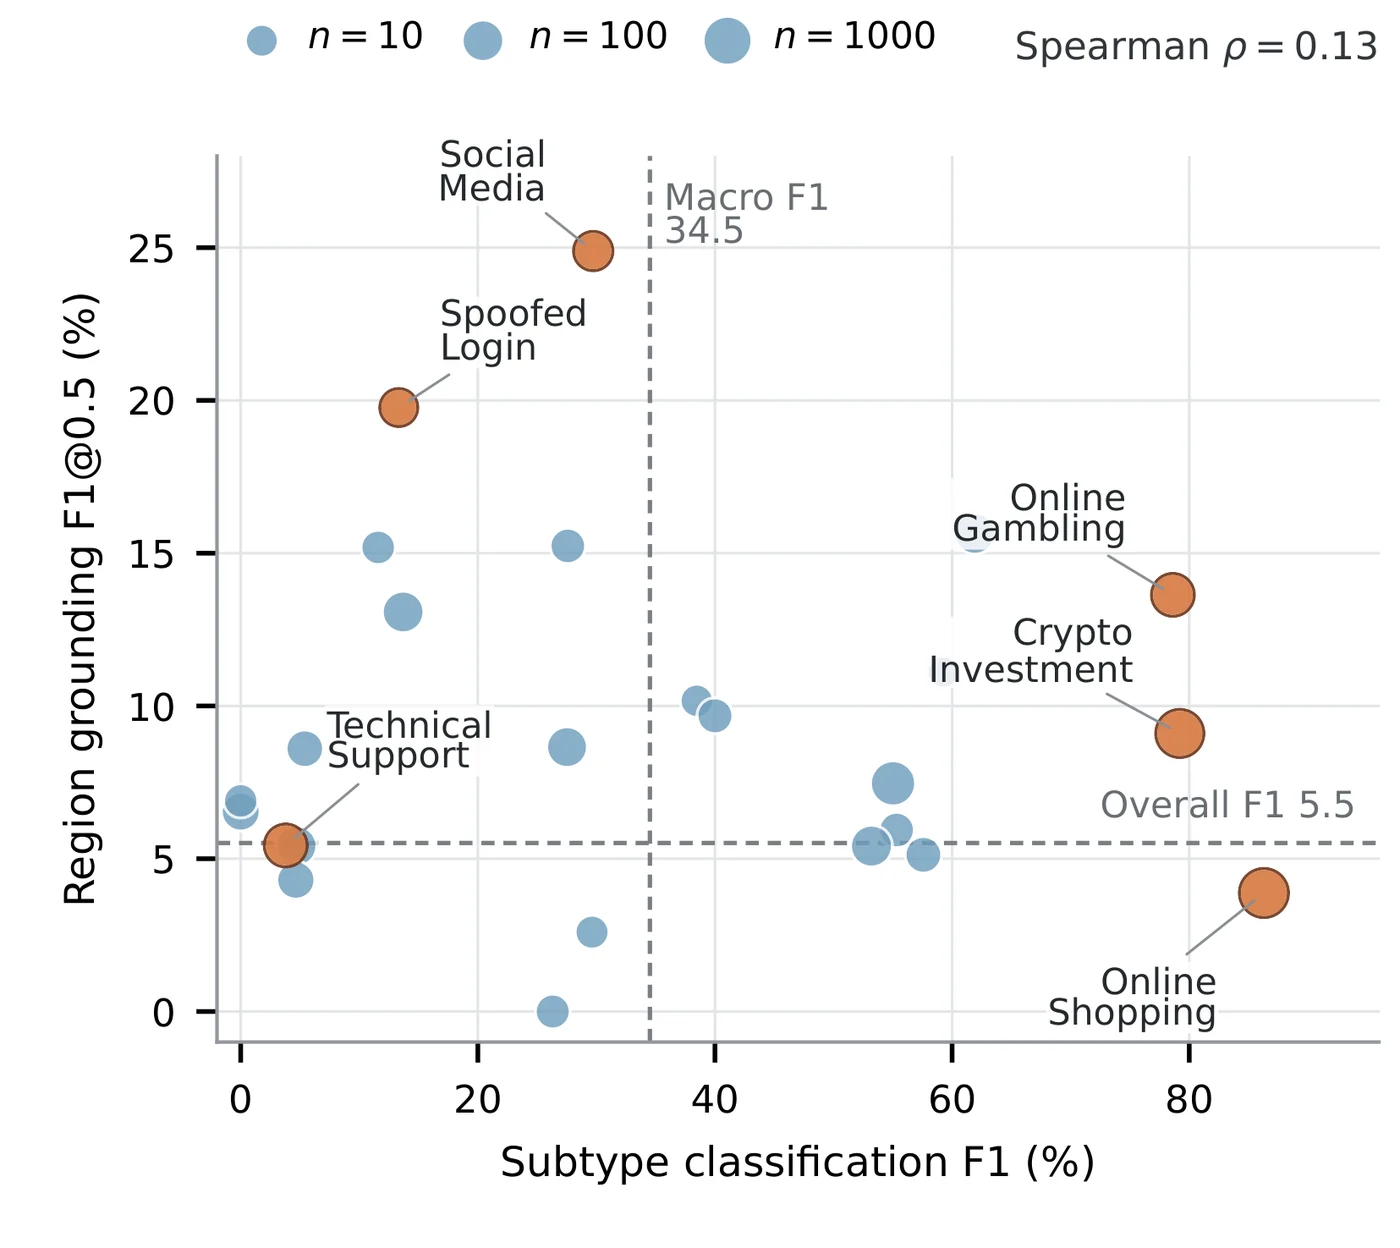 n = 10
n = 100
n = 1000
Spearman ρ = 0.13
Social
Media
Macro F1
34.5
Spoofed
Login
Online
Gambling
Crypto
Investment
Technical
Support
Overall F1 5.5
Online
Shopping
Region grounding F1@0.5 (%)
25
20
15
10
5
0
0
20
40
60
80
Subtype classification F1 (%)